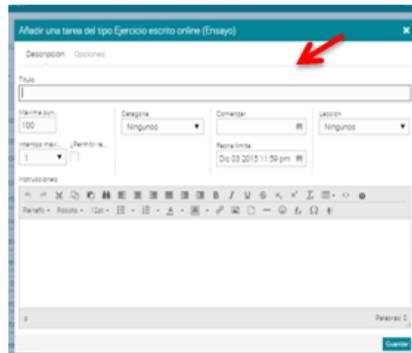 Añadir una tarea del tipo Ejercicio escrito online (Ensayo)
Descripción Opciones
Título
Máxima pun... Categoría Comenzar Lección
100 Ningunos Ningunos
Intentos máxi... ¿Permitir re... Fecha límite
1 Dic 03 2015 11:59 pm
Instrucciones
Párrafo Roboto 12pt
p Palabras: 0
Guardar